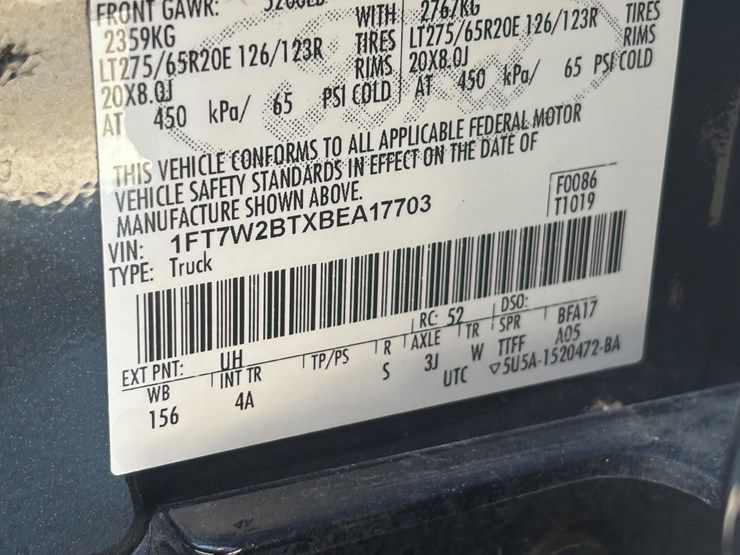 FRONT GAWR:
WITH 2767KG
2359KG TIRES LT275/65R20E 126/123R TIRES
LT275/65R20E 126/123R RIMS 20X8.0J RIMS
20X8.0J
AT 450 kPa/ 65 PSI COLD AT 450 kPa/ 65 PSI COLD
THIS VEHICLE CONFORMS TO ALL APPLICABLE FEDERAL MOTOR
VEHICLE SAFETY STANDARDS IN EFFECT ON THE DATE OF
MANUFACTURE SHOWN ABOVE.
F0086
VIN: 1FT7W2BTXBEA17703 T1019
TYPE: Truck
EXT PNT: UH RC: 52 DSO:
WB INT TR TP/PS R AXLE TR SPR BFA17
156 4A S 3J W TTFF A05
UTC ▽5U5A-1520472-BA